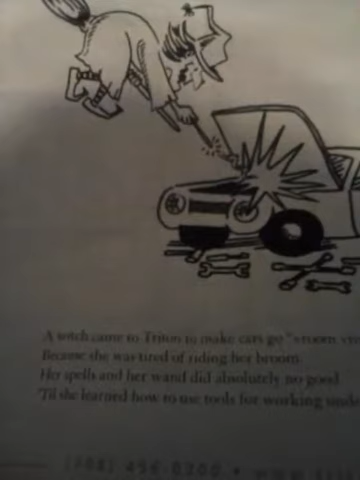 A witch came to Triton to make cars go "vroom
Because she was tired of riding her broom
Her spells and her wand did absolutely no good
'Til she learned how to use tools for working